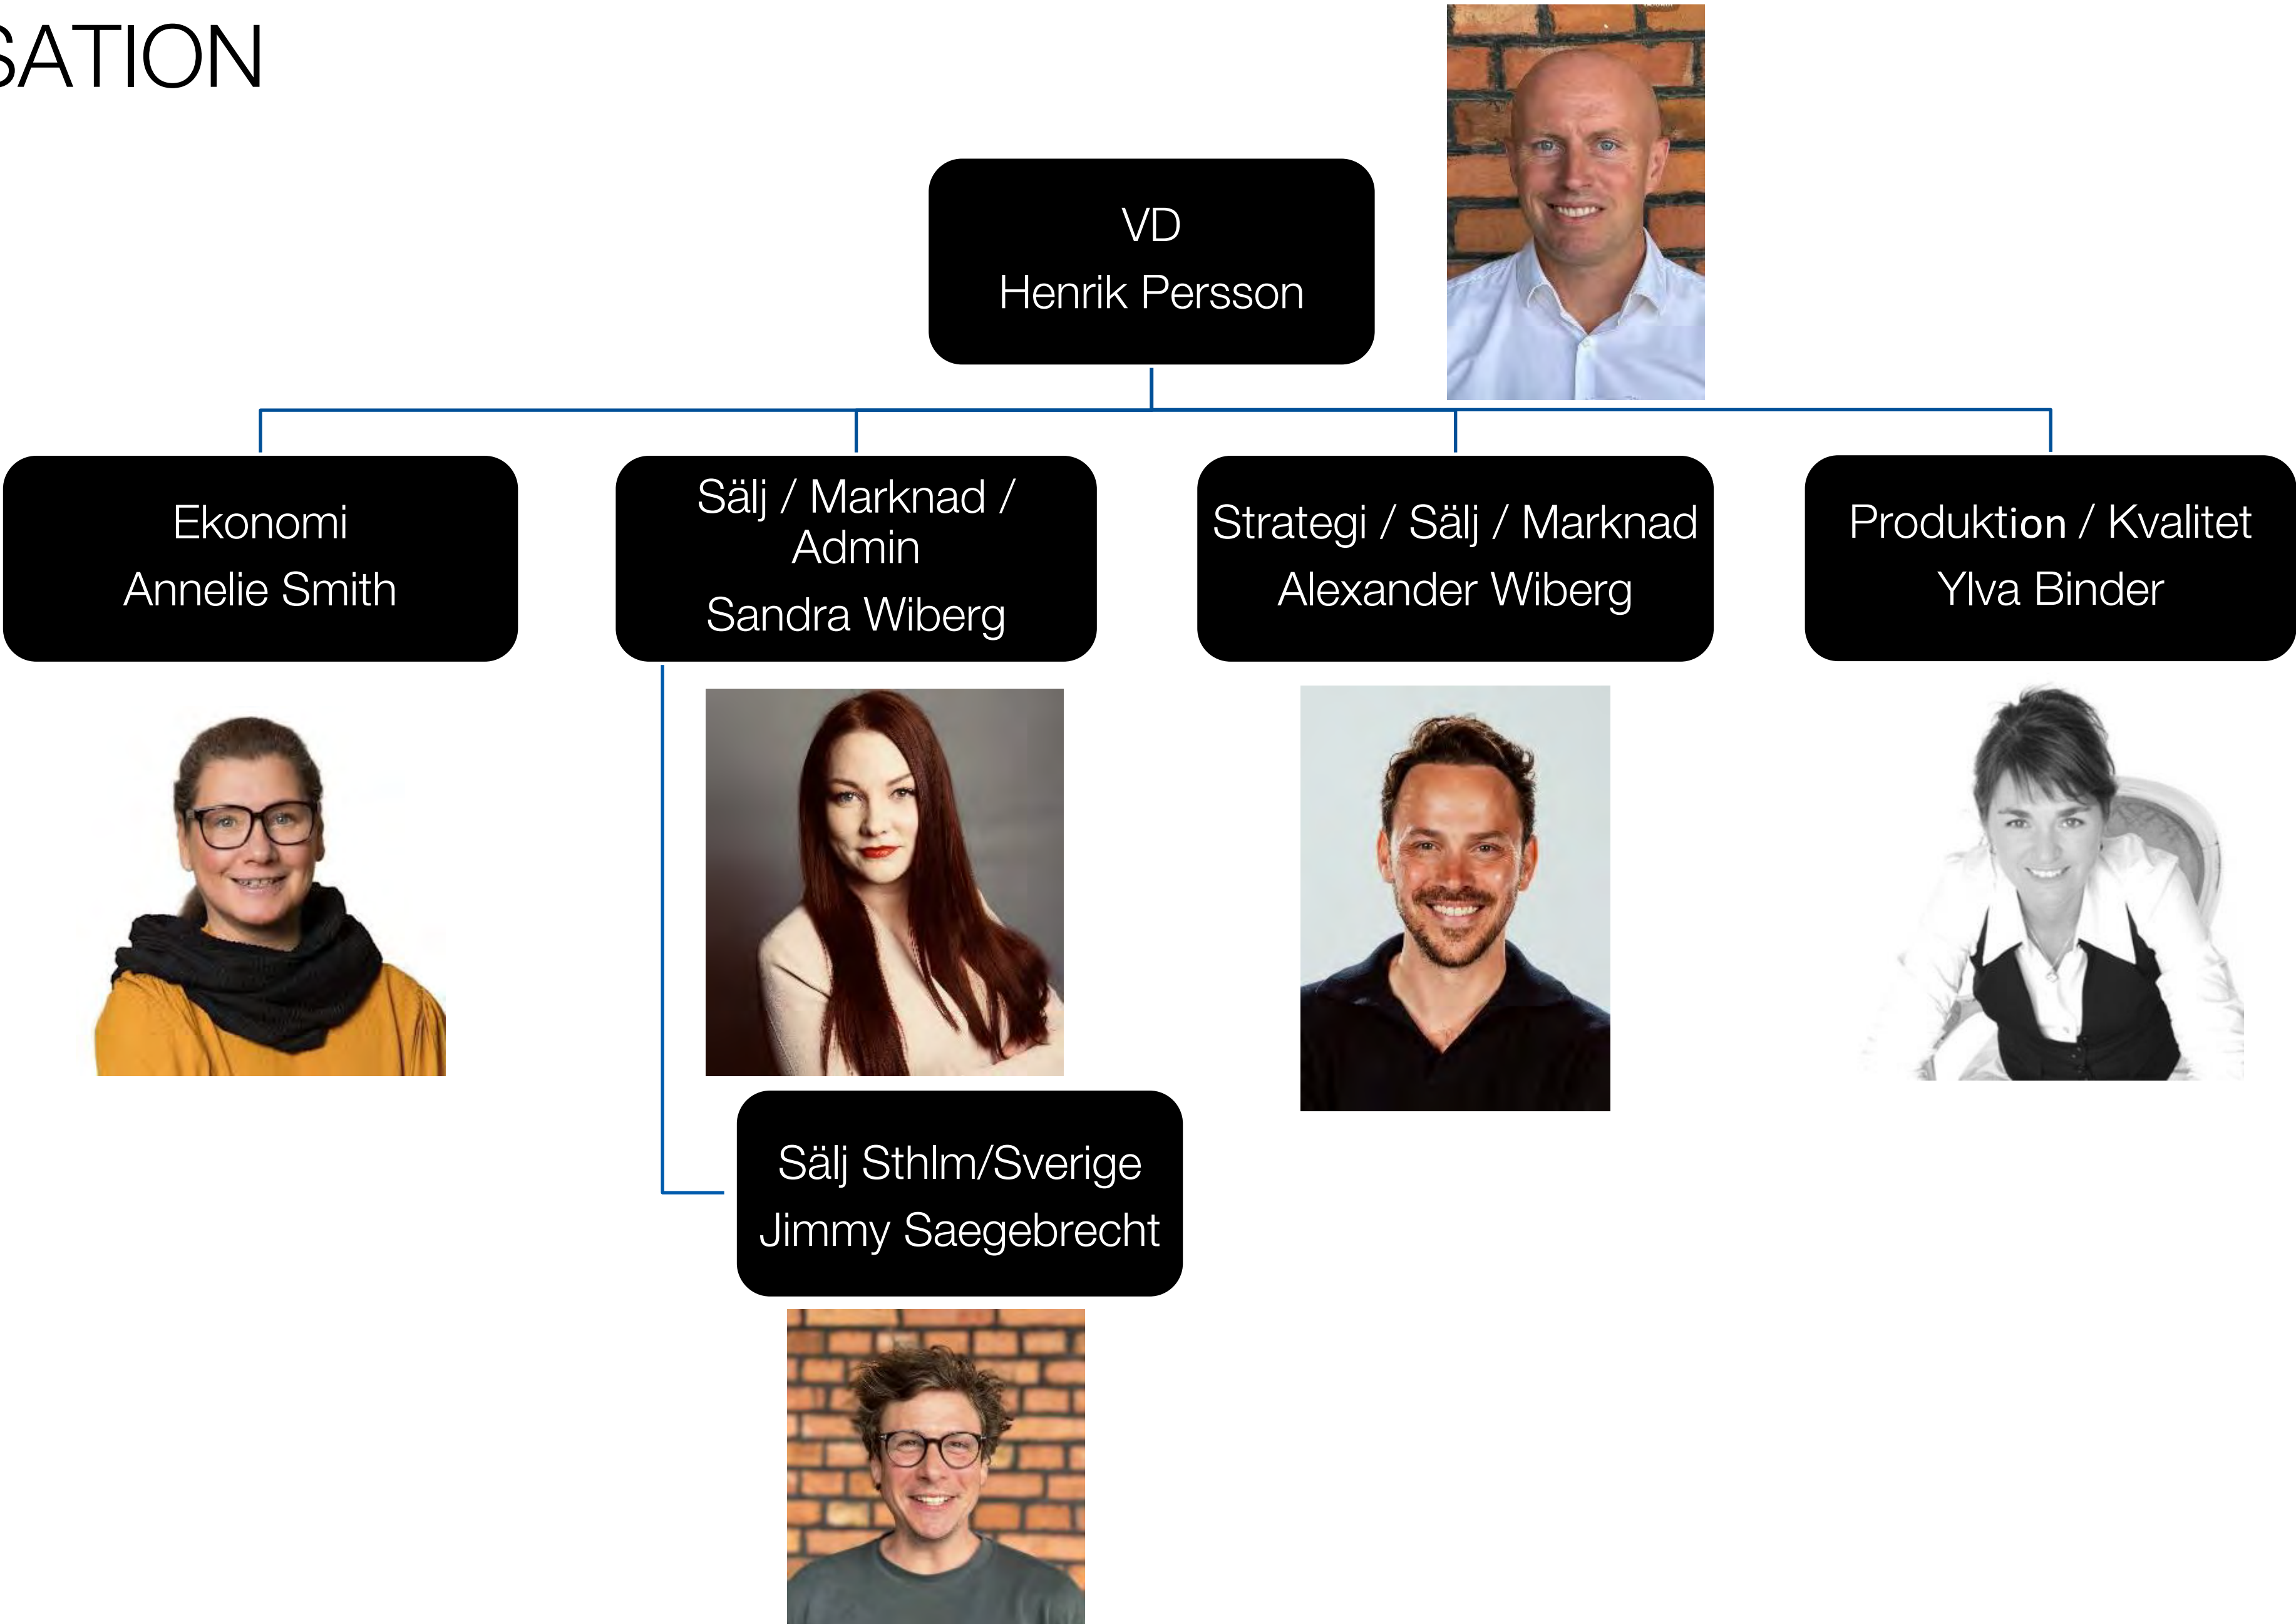 SATION
VD
Henrik Persson
Ekonomi
Annelie Smith
Sälj / Marknad /
Admin
Sandra Wiberg
Strategi / Sälj / Marknad
Alexander Wiberg
Produktion / Kvalitet
Ylva Binder
Sälj Sthlm/Sverige
Jimmy Saegebrecht